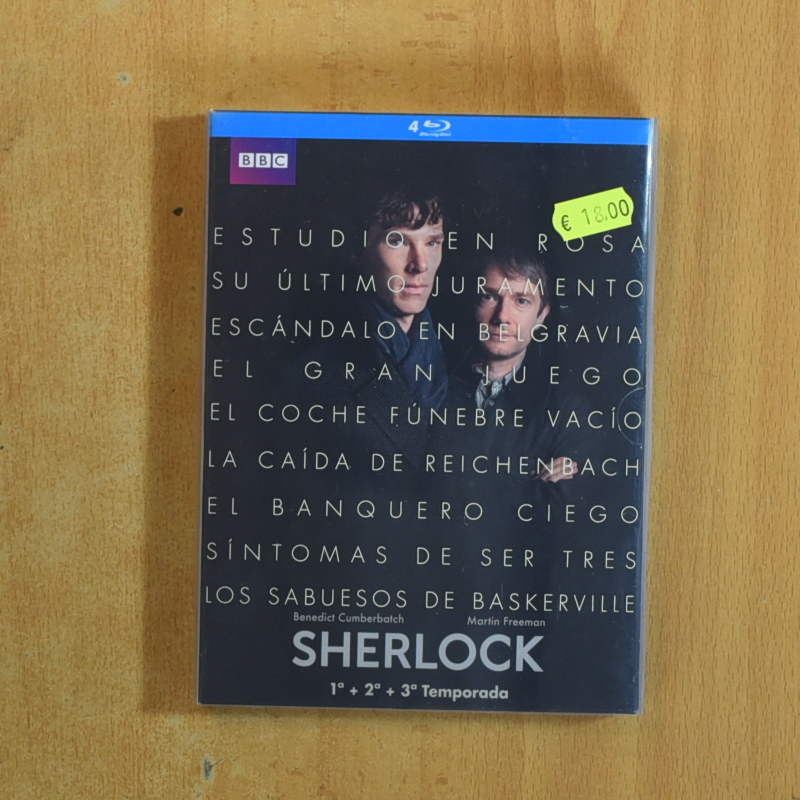 4 Blu-ray Disc
BBC
€ 18,00
ESTUDIO EN ROSA
SU ÚLTIMO JURAMENTO
ESCÁNDALO EN BELGRAVIA
EL GRAN JUEGO
EL COCHE FÚNEBRE VACÍO
LA CAÍDA DE REICHENBACH
EL BANQUERO CIEGO
SÍNTOMAS DE SER TRES
LOS SABUESOS DE BASKERVILLE
Benedict Cumberbatch Martin Freeman
SHERLOCK
1ª + 2ª + 3ª Temporada